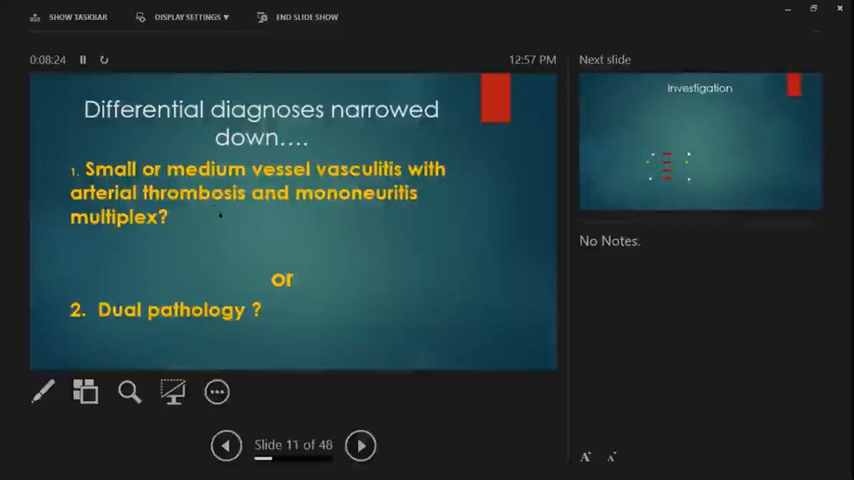 SHOW TASKBAR
DISPLAY SETTINGS ▼
END SLIDE SHOW
0:08:24
12:57 PM
Differential diagnoses narrowed
down....
1. Small or medium vessel vasculitis with
arterial thrombosis and mononeuritis
multiplex?
or
2. Dual pathology ?
Next slide
Investigation
No Notes.
Slide 11 of 48
A A